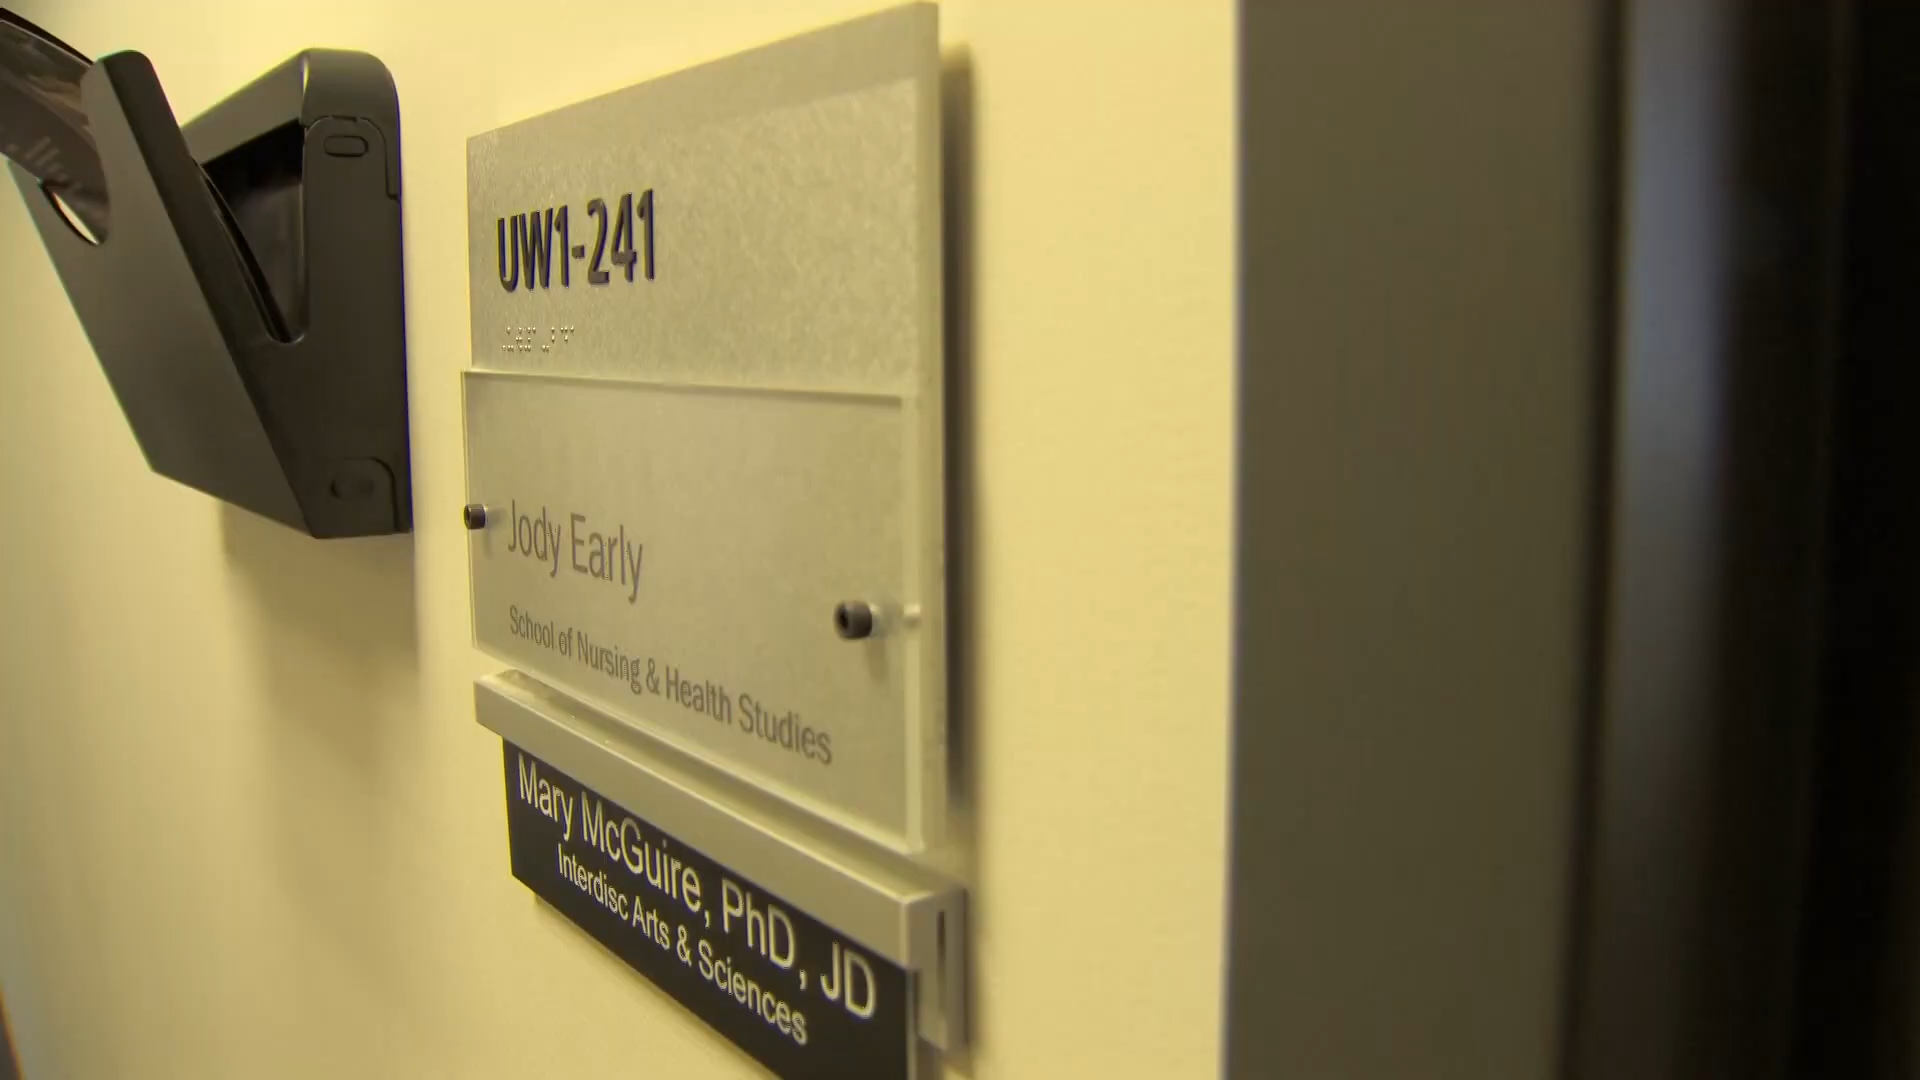 UW1-241
Jody Early
School of Nursing & Health Studies
Mary McGuire, PhD, JD
Interdisc Arts & Sciences